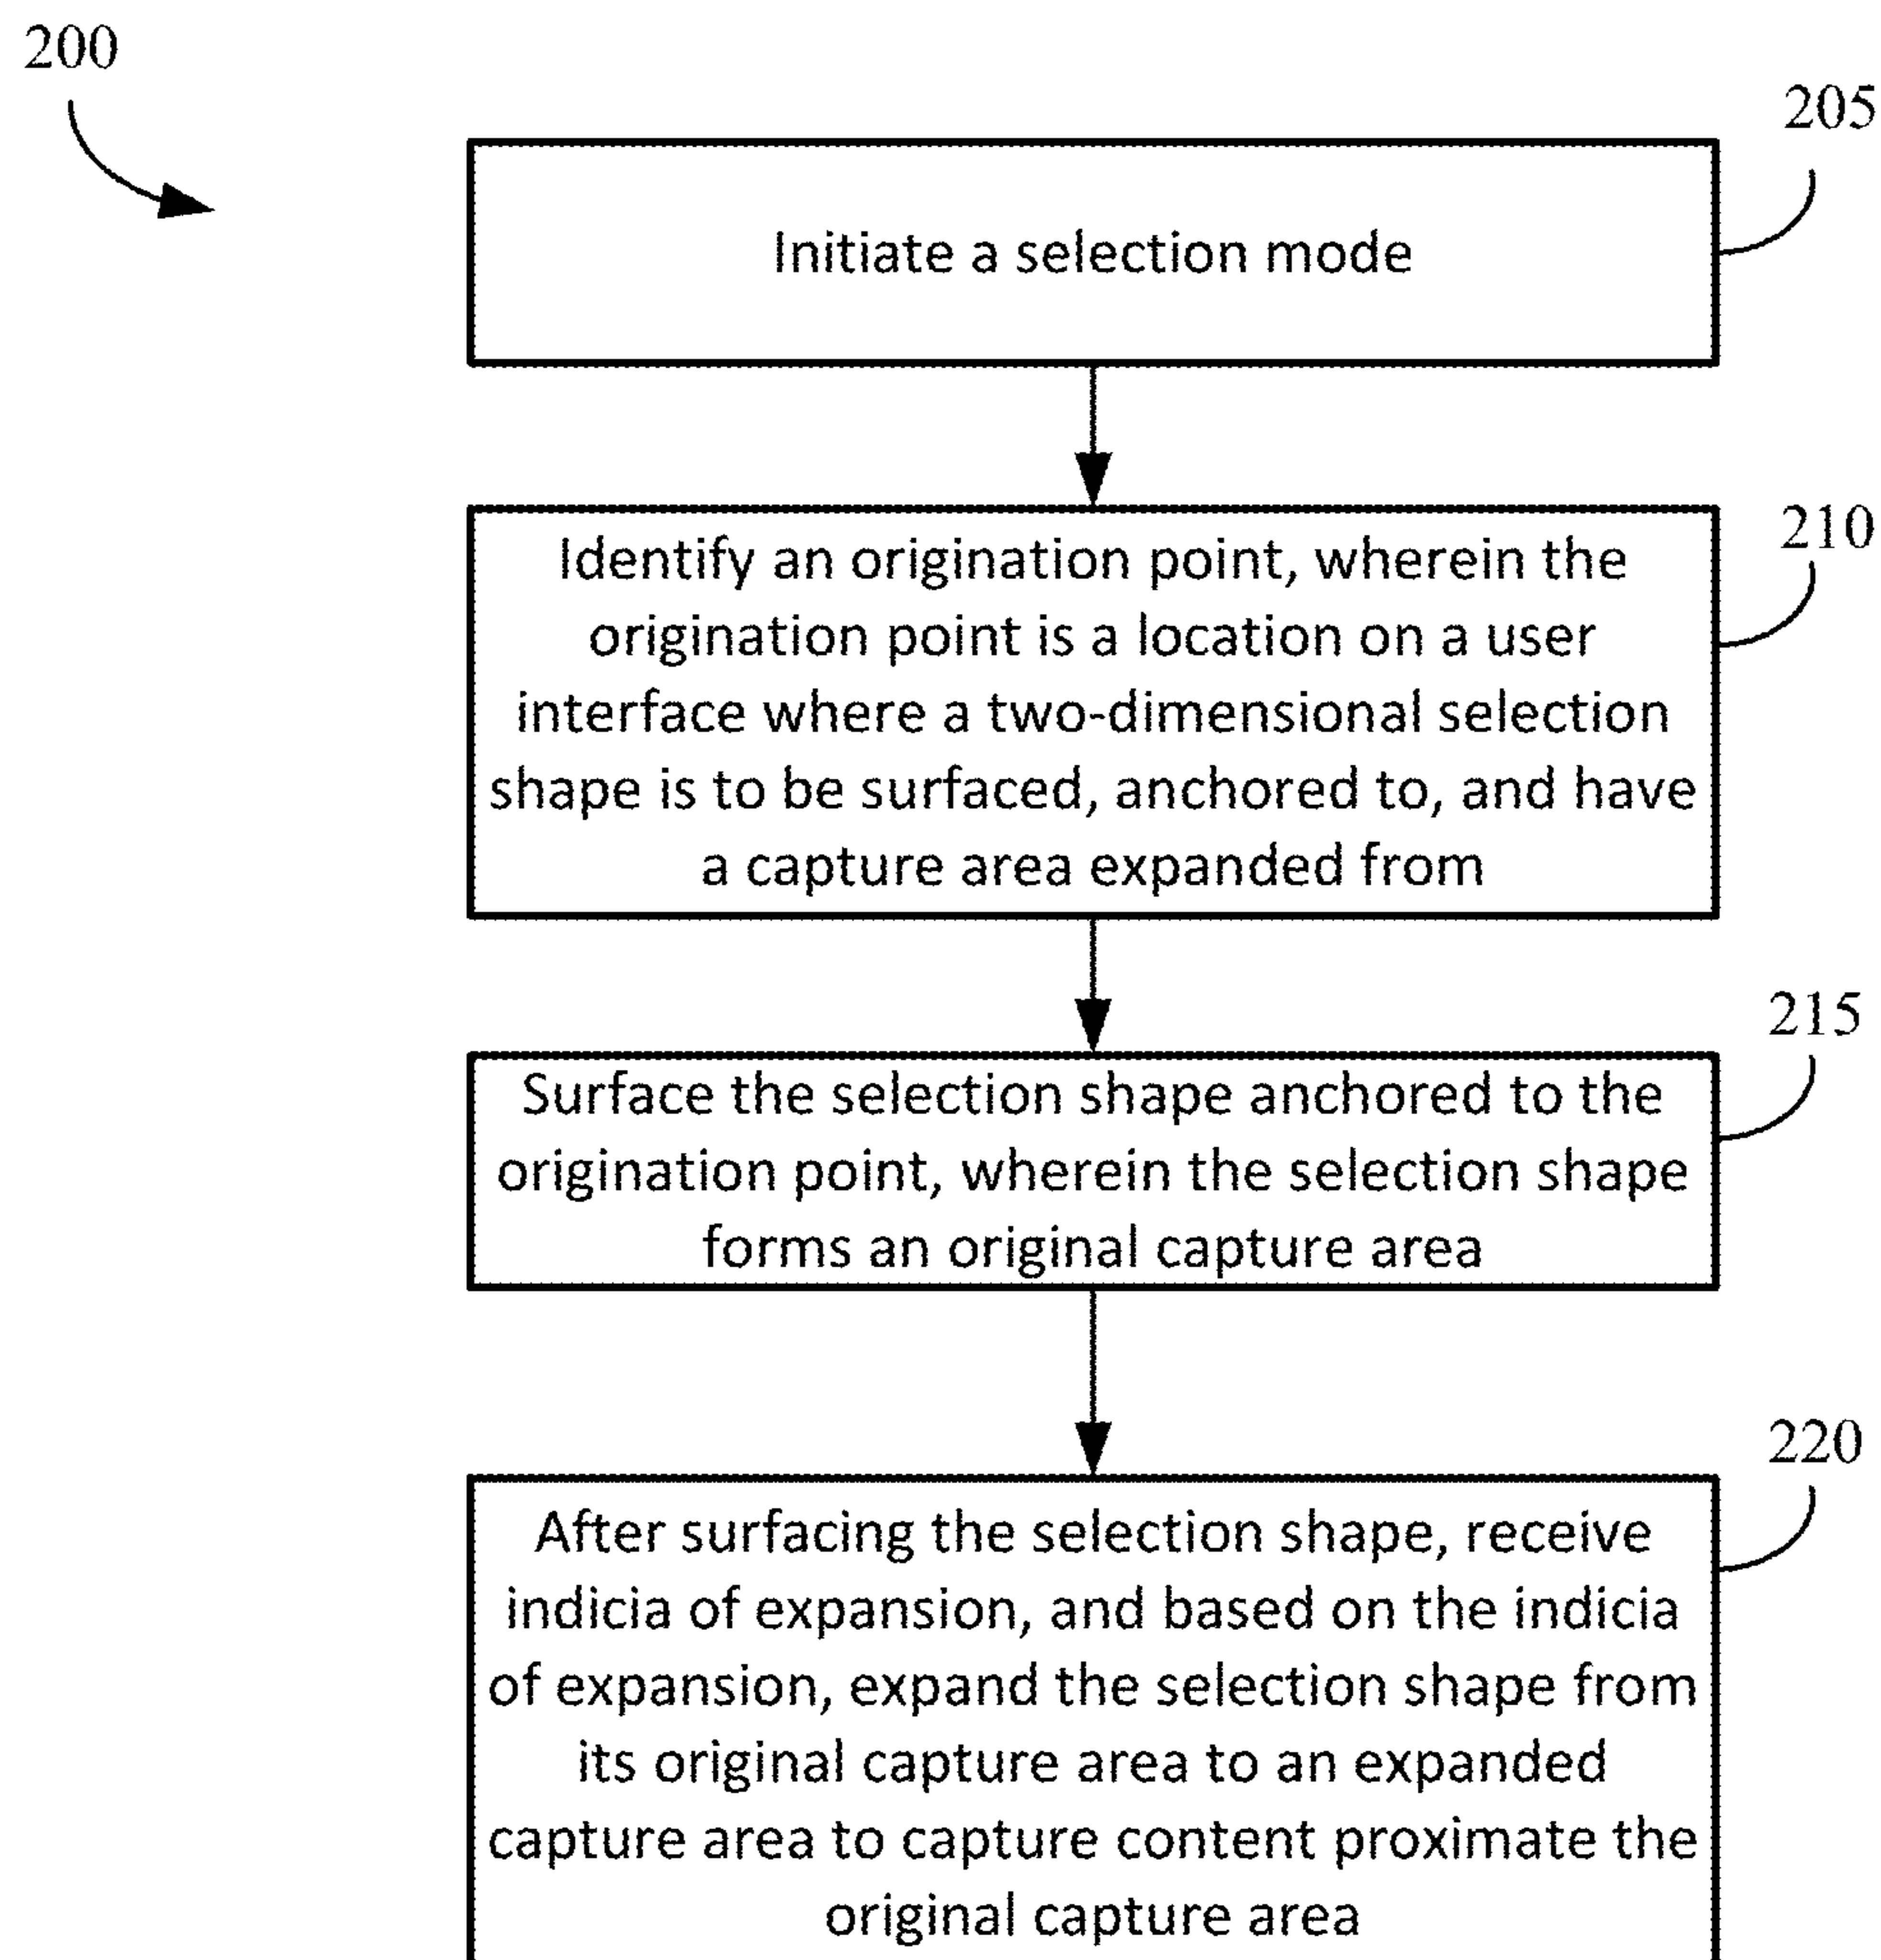 200
205
Initiate a selection mode
210
Identify an origination point, wherein the
origination point is a location on a user
interface where a two-dimensional selection
shape is to be surfaced, anchored to, and have
a capture area expanded from
215
Surface the selection shape anchored to the
origination point, wherein the selection shape
forms an original capture area
220
After surfacing the selection shape, receive
indicia of expansion, and based on the indicia
of expansion, expand the selection shape from
its original capture area to an expanded
capture area to capture content proximate the
original capture area